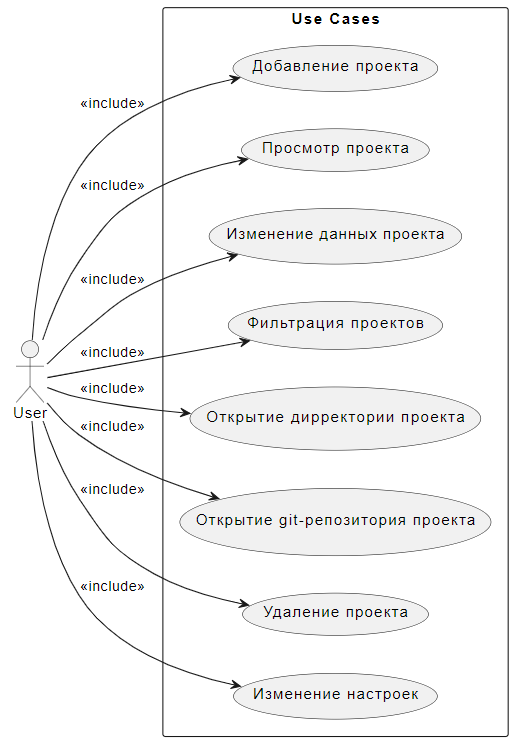 Use Cases
Добавление проекта
«include»
Просмотр проекта
«include»
Изменение данных проекта
«include»
Фильтрация проектов
«include»
Открытие дирректории проекта
«include»
User
«include»
Открытие git-репозитория проекта
«include»
Удаление проекта
«include»
Изменение настроек